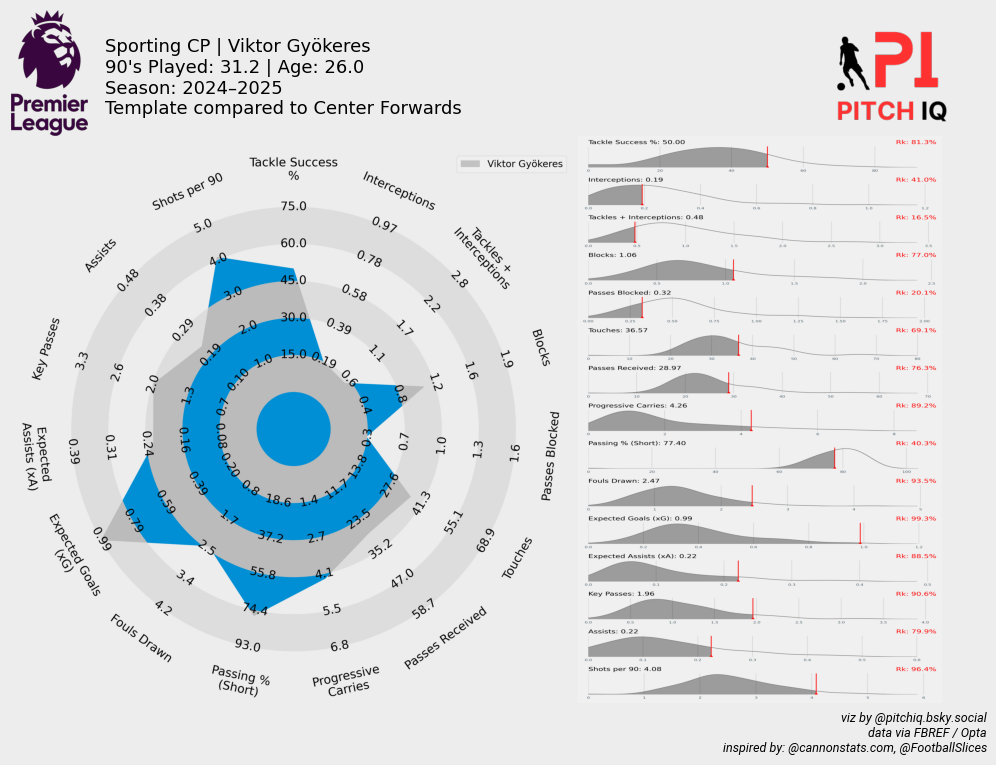 Premier
League
Sporting CP | Viktor Gyökeres
90's Played: 31.2 | Age: 26.0
Season: 2024–2025
Template compared to Center Forwards
PI
PITCH IQ
Viktor Gyökeres
Tackle Success
%
Interceptions
Tackles +
Interceptions
Blocks
Passes Blocked
Touches
Passes Received
Progressive
Carries
Passing %
(Short)
Fouls Drawn
Expected Goals
(xG)
Expected
Assists (xA)
Key Passes
Assists
Shots per 90
15.0 30.0 45.0 60.0 75.0
0.19 0.39 0.58 0.78 0.97
0.6 1.1 1.7 2.2 2.8
0.4 0.8 1.2 1.6 1.9
0.3 0.7 1.0 1.3 1.6
13.8 27.6 41.3 55.1 68.9
11.7 23.5 35.2 47.0 58.7
1.4 2.7 4.1 5.5 6.8
18.6 37.2 55.8 74.4 93.0
0.8 1.7 2.5 3.4 4.2
0.20 0.39 0.59 0.79 0.99
0.08 0.16 0.24 0.31 0.39
0.7 1.3 2.0 2.6 3.3
0.10 0.19 0.29 0.38 0.48
1.0 2.0 3.0 4.0 5.0
Tackle Success %: 50.00 Rk: 81.3%
Interceptions: 0.19 Rk: 41.0%
Tackles + Interceptions: 0.48 Rk: 16.5%
Blocks: 1.06 Rk: 77.0%
Passes Blocked: 0.32 Rk: 20.1%
Touches: 36.57 Rk: 69.1%
Passes Received: 28.97 Rk: 76.3%
Progressive Carries: 4.26 Rk: 89.2%
Passing % (Short): 77.40 Rk: 40.3%
Fouls Drawn: 2.47 Rk: 93.5%
Expected Goals (xG): 0.99 Rk: 99.3%
Expected Assists (xA): 0.22 Rk: 88.5%
Key Passes: 1.96 Rk: 90.6%
Assists: 0.22 Rk: 79.9%
Shots per 90: 4.08 Rk: 96.4%
viz by @pitchiq.bsky.social
data via FBREF / Opta
inspired by: @cannonstats.com, @FootballSlices